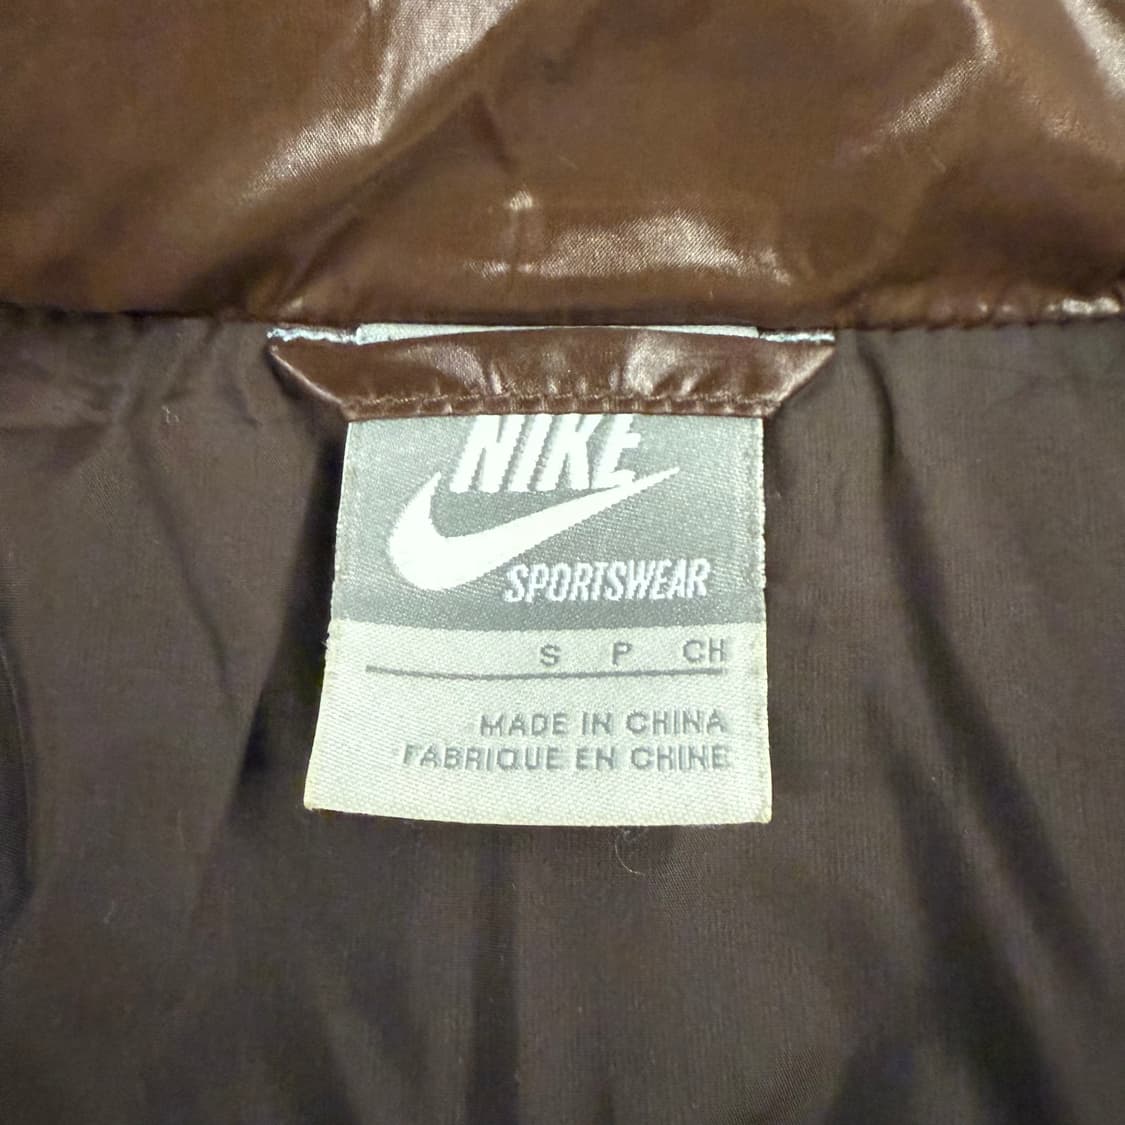 NIKE
SPORTSWEAR
S P CH
MADE IN CHINA
FABRIQUE EN CHINE